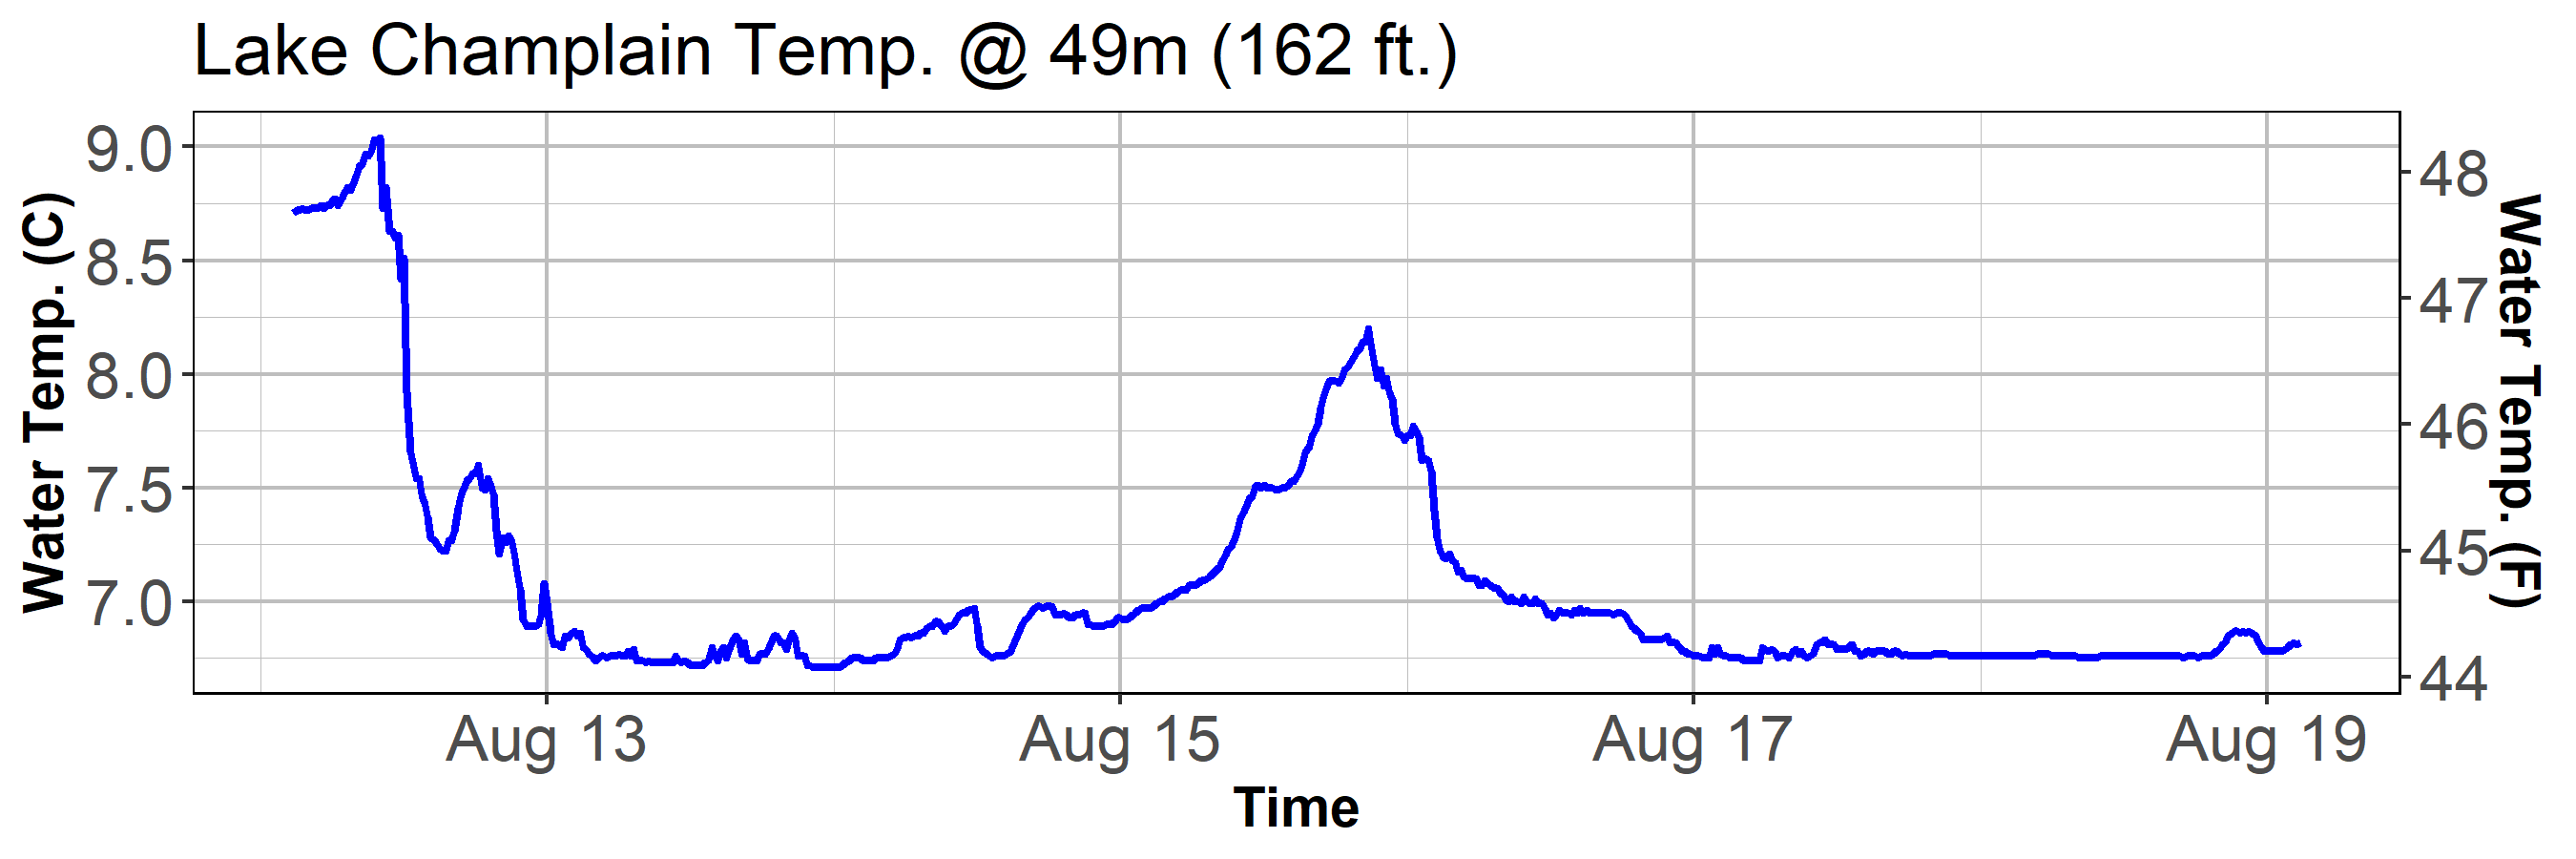 Lake Champlain Temp. @ 49m (162 ft.)
Water Temp. (C)
9.0
8.5
8.0
7.5
7.0
48
47
46
45
44
Water Temp. (F)
Aug 13 Aug 15 Aug 17 Aug 19
Time